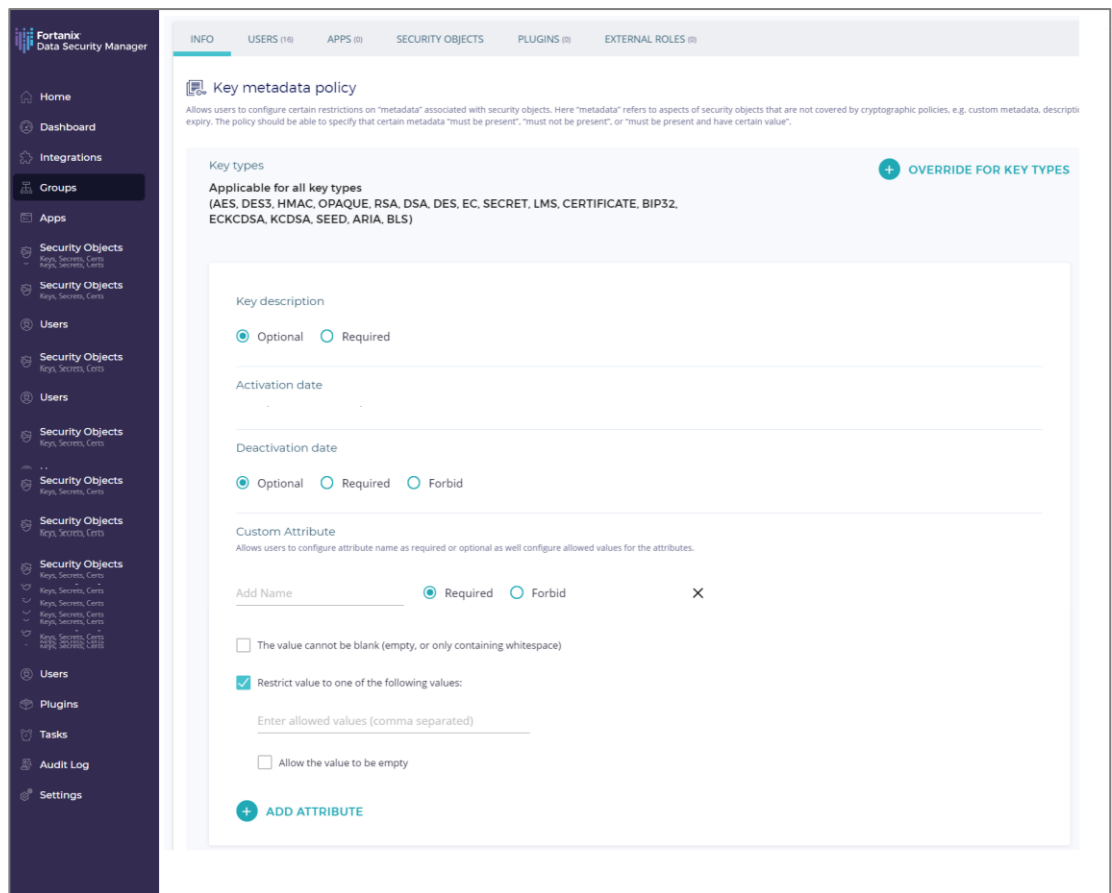 Fortanix
Data Security Manager
Home
Dashboard
Integrations
Groups
Apps
Security Objects
Keys, Secrets, Certs
Keys, Secrets, Certs
Security Objects
Keys, Secrets, Certs
Users
Security Objects
Keys, Secrets, Certs
Users
Security Objects
Keys, Secrets, Certs
Security Objects
Keys, Secrets, Certs
Security Objects
Keys, Secrets, Certs
Security Objects
Keys, Secrets, Certs
Keys, Secrets, Certs
Keys, Secrets, Certs
Keys, Secrets, Certs
Keys, Secrets, Certs
Keys, Secrets, Certs
Users
Plugins
Tasks
Audit Log
Settings
INFO USERS (16) APPS (0) SECURITY OBJECTS PLUGINS (0) EXTERNAL ROLES (0)
Key metadata policy
Allows users to configure certain restrictions on "metadata" associated with security objects. Here "metadata" refers to aspects of security objects that are not covered by cryptographic policies, e.g. custom metadata, descriptio
expiry. The policy should be able to specify that certain metadata "must be present", "must not be present", or "must be present and have certain value".
Key types
OVERRIDE FOR KEY TYPES
Applicable for all key types
(AES, DES3, HMAC, OPAQUE, RSA, DSA, DES, EC, SECRET, LMS, CERTIFICATE, BIP32,
ECKCDSA, KCDSA, SEED, ARIA, BLS)
Key description
Optional Required
Activation date
Deactivation date
Optional Required Forbid
Custom Attribute
Allows users to configure attribute name as required or optional as well configure allowed values for the attributes.
Add Name Required Forbid
The value cannot be blank (empty, or only containing whitespace)
Restrict value to one of the following values:
Enter allowed values (comma separated)
Allow the value to be empty
ADD ATTRIBUTE